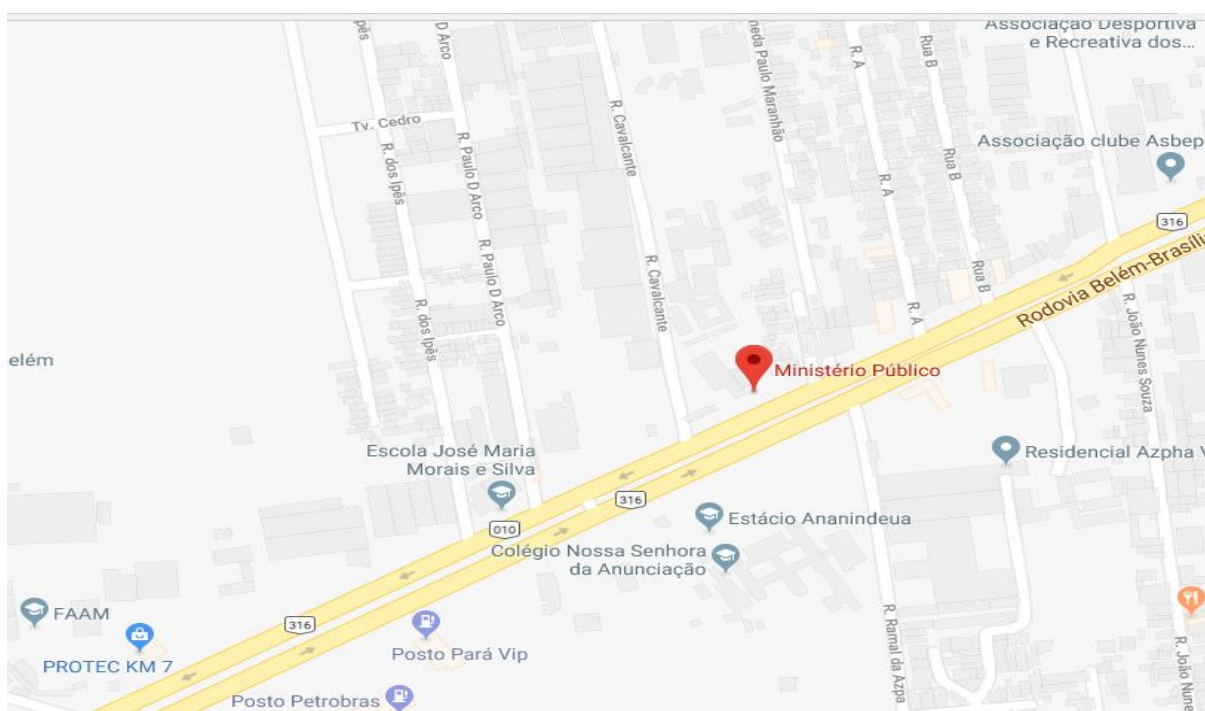 Associação Desportiva
e Recreativa dos...
pês
D Arco
R. A
Rua B
Tv. Cedro
R. Cavalcante
Associação clube Asbep
R. dos Ipês
R. Paulo D Arco
R. A
Rua B
316
R. Paulo D Arco
R. Cavalcante
Rua B
Rodovia Belém-Brasíli
R. dos Ipês
R. A
R. João Nunes Souza
elém
Ministério Público
Escola José Maria
Morais e Silva
Residencial Azpha V
316
010
Estácio Ananindeua
Colégio Nossa Senhora
da Anunciação
FAAM
316
PROTEC KM 7
Posto Pará Vip
R. Ramal da Azpa
R. João Nune
Posto Petrobras